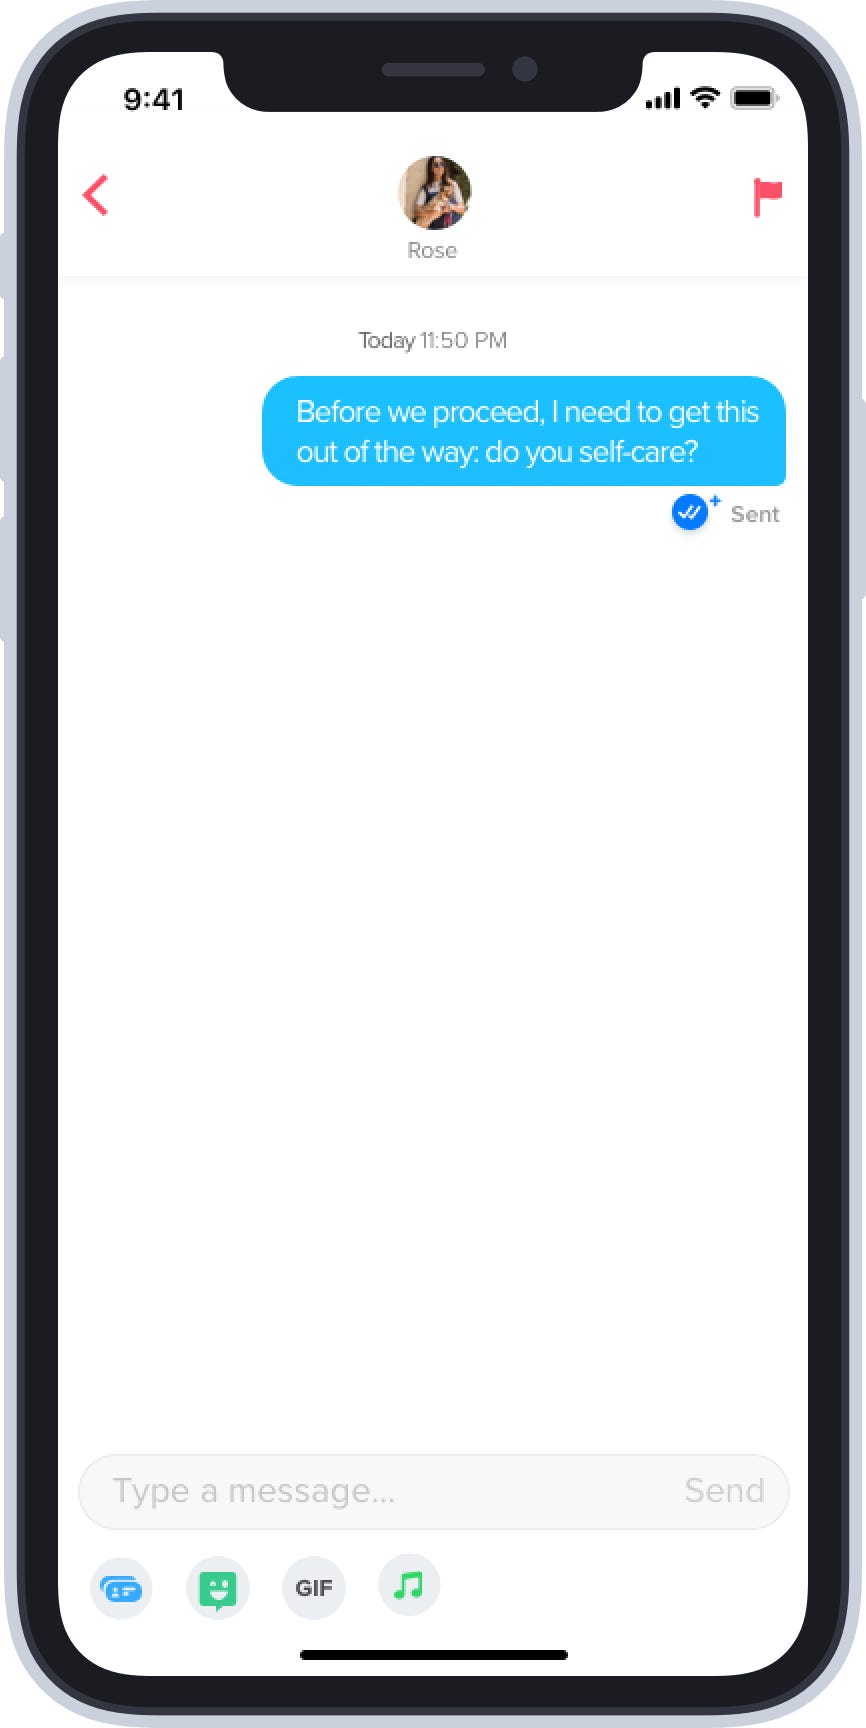 9:41
Rose
Today 11:50 PM
Before we proceed, I need to get this
out of the way: do you self-care?
Sent
Type a message... Send
GIF